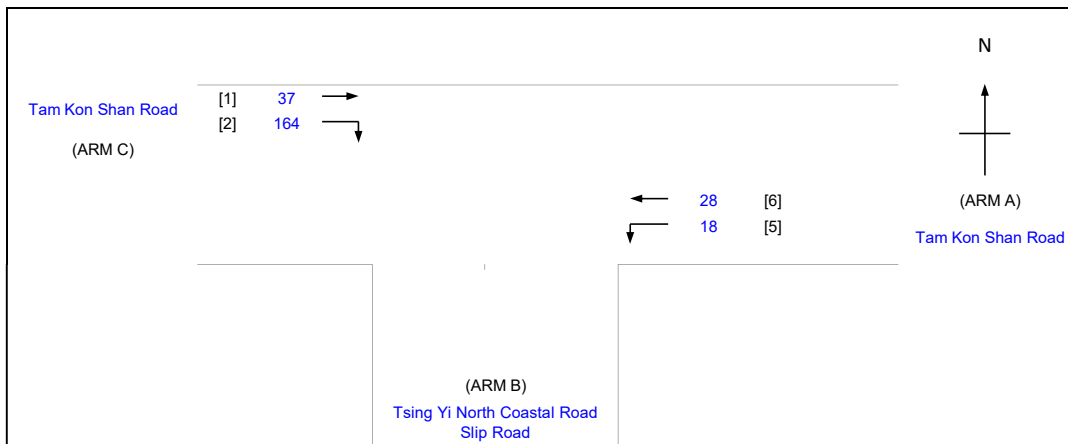 N
Tam Kon Shan Road
[1] 37
[2] 164
(ARM C)
28 [6]
18 [5]
(ARM A)
Tam Kon Shan Road
(ARM B)
Tsing Yi North Coastal Road
Slip Road